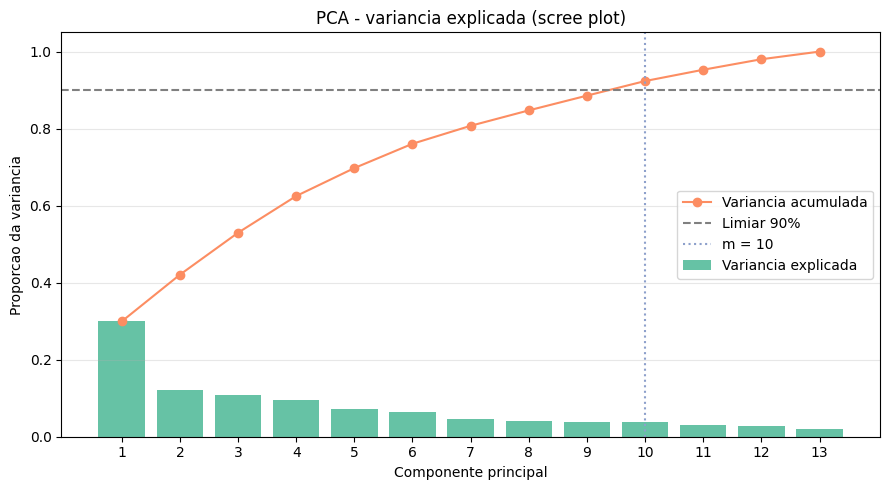 PCA - variancia explicada (scree plot)
Proporcao da variancia
1.0
0.8
0.6
0.4
0.2
0.0
Variancia acumulada
Limiar 90%
m = 10
Variancia explicada
1 2 3 4 5 6 7 8 9 10 11 12 13
Componente principal